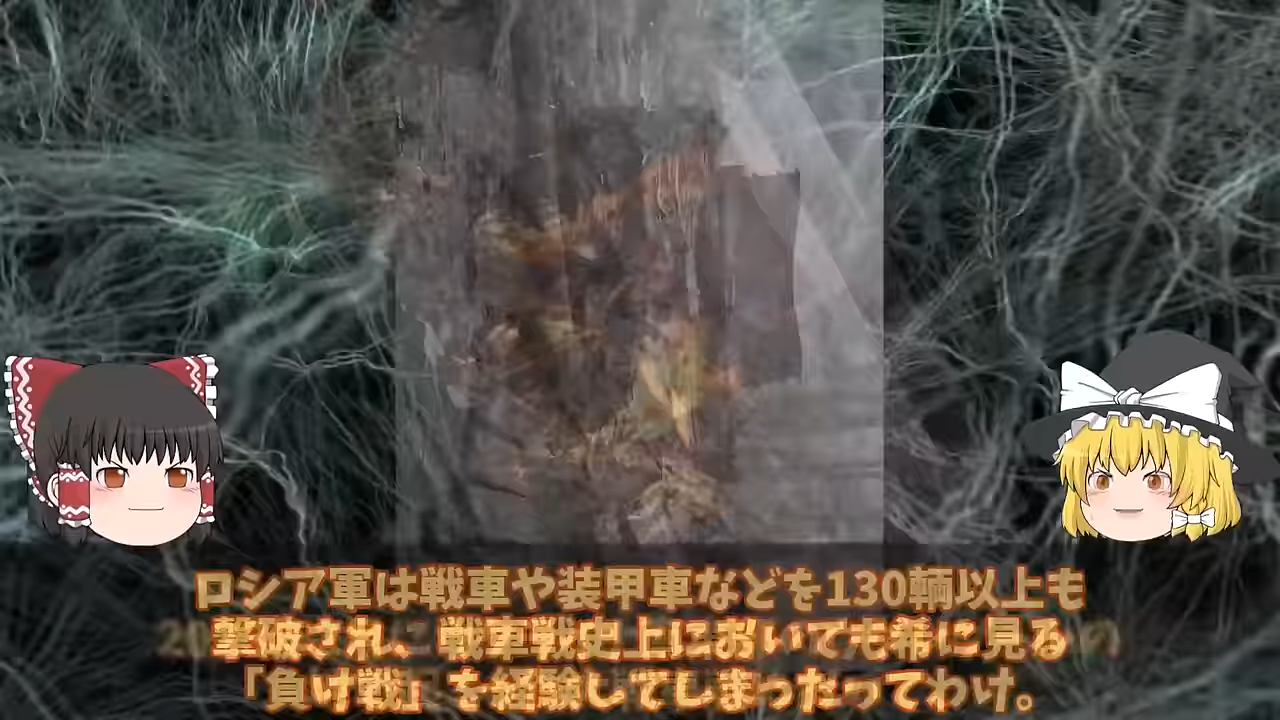 ロシア軍は戦車や装甲車などを130輌以上も
撃破され、戦車戦史上においても希に見る
「負け戦」を経験してしまったってわけ。